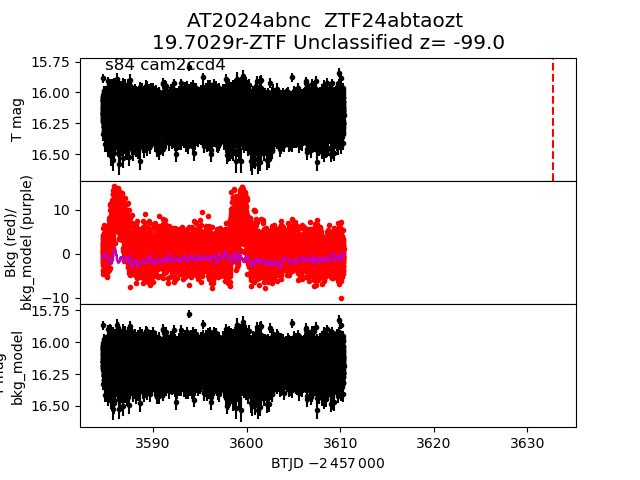 AT2024abnc  ZTF24abtaozt
19.7029r-ZTF Unclassified z= -99.0
s84 cam2ccd4
15.75
16.00
16.25
16.50
T mag
10
0
−10
Bkg (red)/
bkg_model (purple)
15.75
16.00
16.25
16.50
mag
bkg_model
3590
3600
3610
3620
3630
BTJD −2 457 000